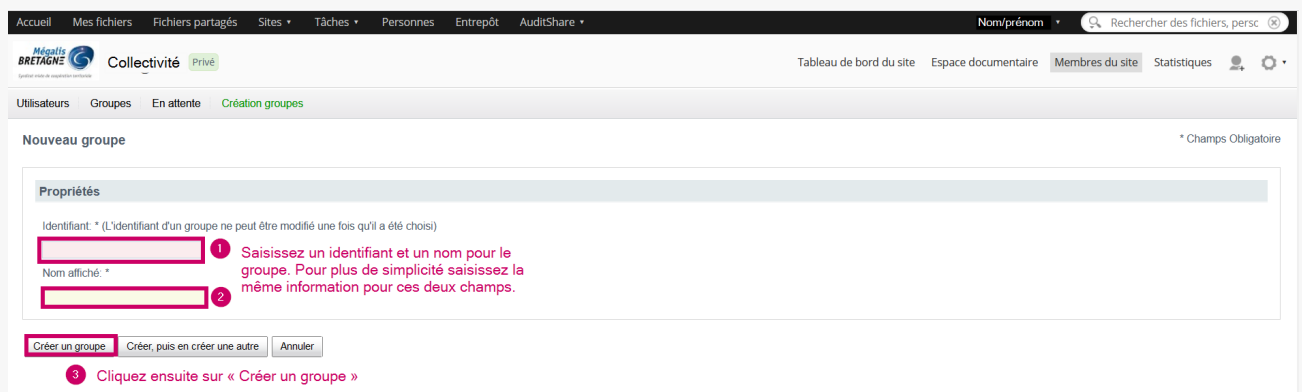 Accueil Mes fichiers Fichiers partagés Sites Tâches Personnes Entrepôt AuditShare Nom/prénom Rechercher des fichiers, persc
Mégalis
BRETAGNE
Syndicat mixte de coopération territoriale
Collectivité Privé
Tableau de bord du site Espace documentaire Membres du site Statistiques
Utilisateurs Groupes En attente Création groupes
Nouveau groupe
* Champs Obligatoire
Propriétés
Identifiant: * (L'identifiant d'un groupe ne peut être modifié une fois qu'il a été choisi)
1 Saisissez un identifiant et un nom pour le
groupe. Pour plus de simplicité saisissez la
même information pour ces deux champs.
Nom affiché: *
2
Créer un groupe Créer, puis en créer une autre Annuler
3 Cliquez ensuite sur « Créer un groupe »